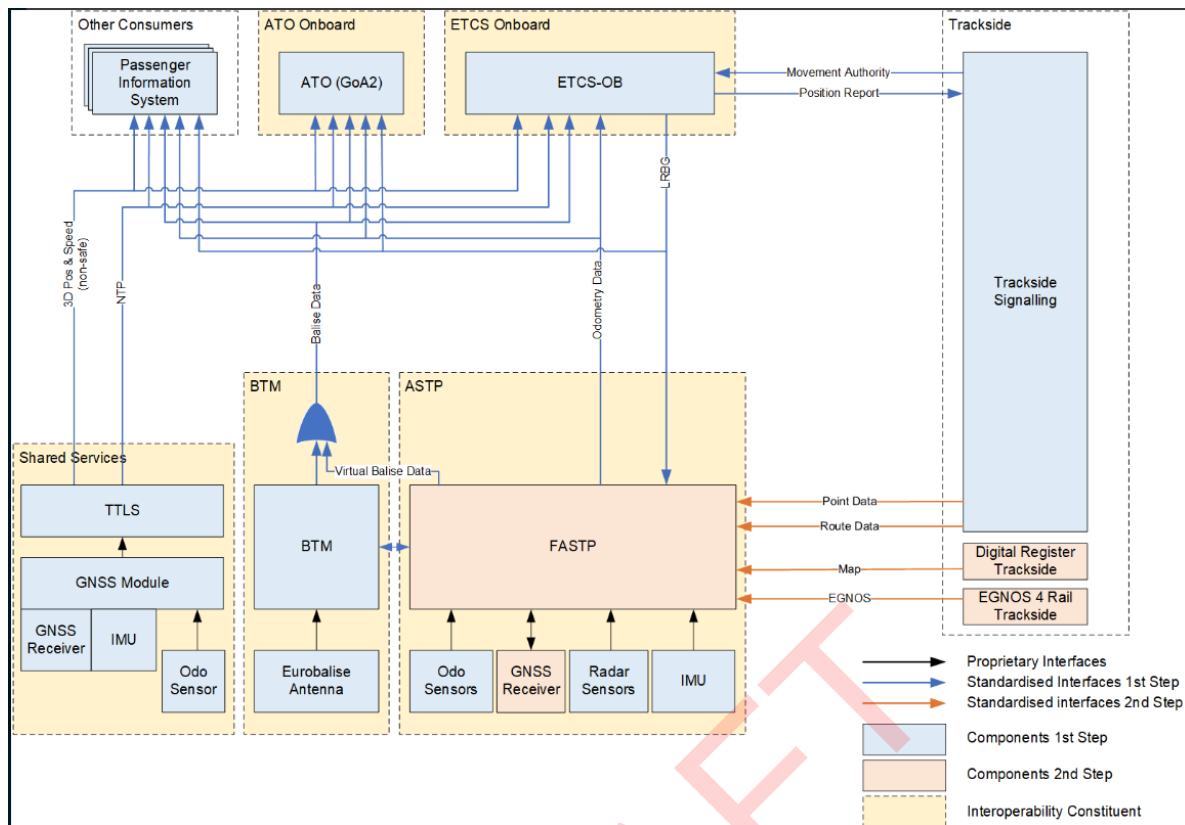 Other Consumers
Passenger
Information
System
ATO Onboard
ATO (GoA2)
ETCS Onboard
ETCS-OB
Trackside
Movement Authority
Position Report
LRBG
3D Pos & Speed
(non-safe)
NTP
Balise Data
Odometry Data
Trackside
Signalling
BTM
ASTP
Shared Services
Virtual Balise Data
TTLS
BTM
FASTP
Point Data
Route Data
GNSS Module
Map
Digital Register
Trackside
EGNOS
EGNOS 4 Rail
Trackside
GNSS
Receiver
IMU
Odo
Sensor
Eurobalise
Antenna
Odo
Sensors
GNSS
Receiver
Radar
Sensors
IMU
Proprietary Interfaces
Standardised Interfaces 1st Step
Standardised interfaces 2nd Step
Components 1st Step
Components 2nd Step
Interoperability Constituent